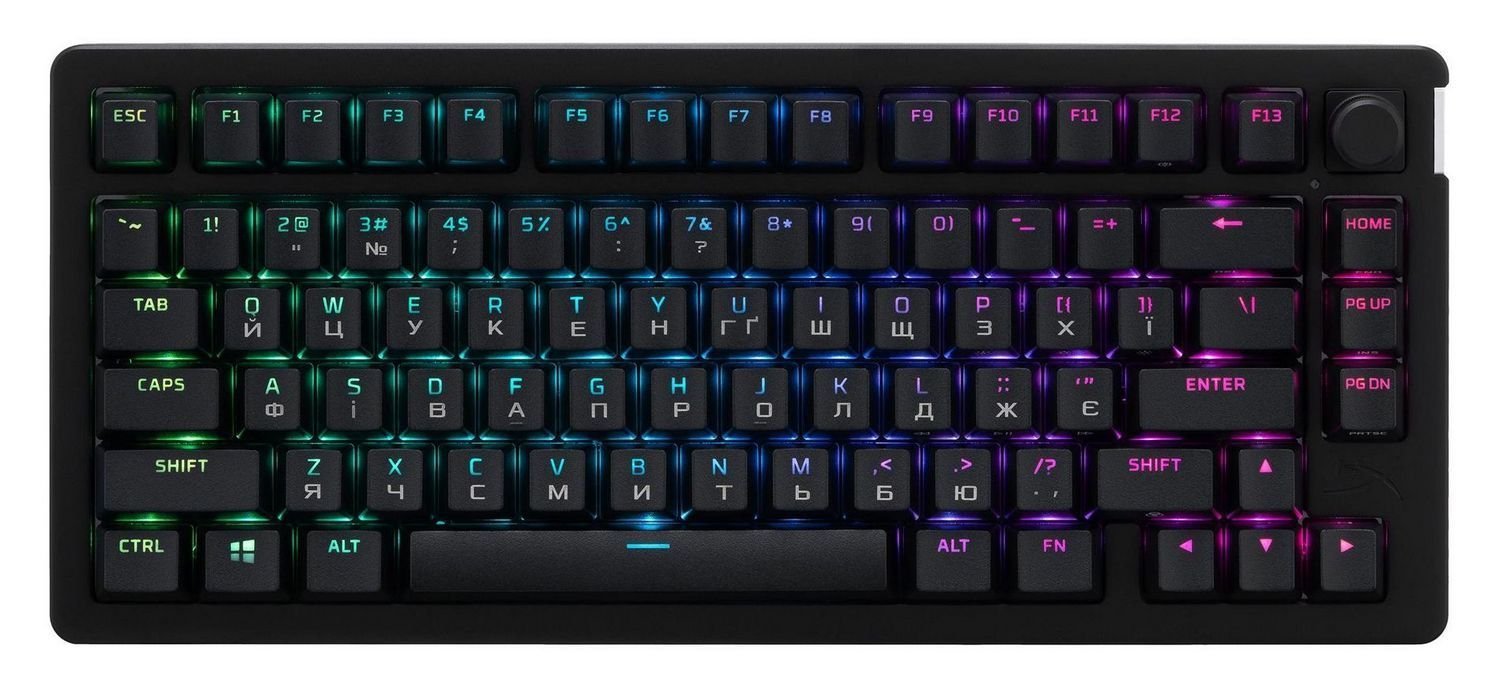 ESC F1 F2 F3 F4 F5 F6 F7 F8 F9 F10 F11 F12 F13
`~ 1! 2@ 3# 4$ 5% 6^ 7& 8* 9( 0) -_ =+ ← HOME
" № ; : ?
TAB Q W E R T Y U I O P [{ ]} \| PG UP
Й Ц У К Е Н Г Ґ Ш Щ З Х Ї INS
CAPS A S D F G H J K L ;: '" ENTER PG DN
Ф І В А П Р О Л Д Ж Є PRTSC
SHIFT Z X C V B N M ,< .> /? SHIFT ▲
Я Ч С М И Т Ь Б Ю . ,
CTRL ALT ALT FN ◀ ▼ ▶